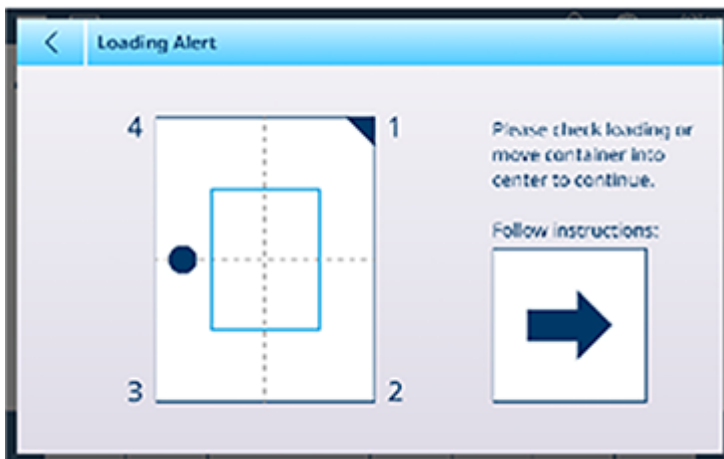 Loading Alert
4
1
Please check loading or
move container into
center to continue.
Follow instructions:
3
2